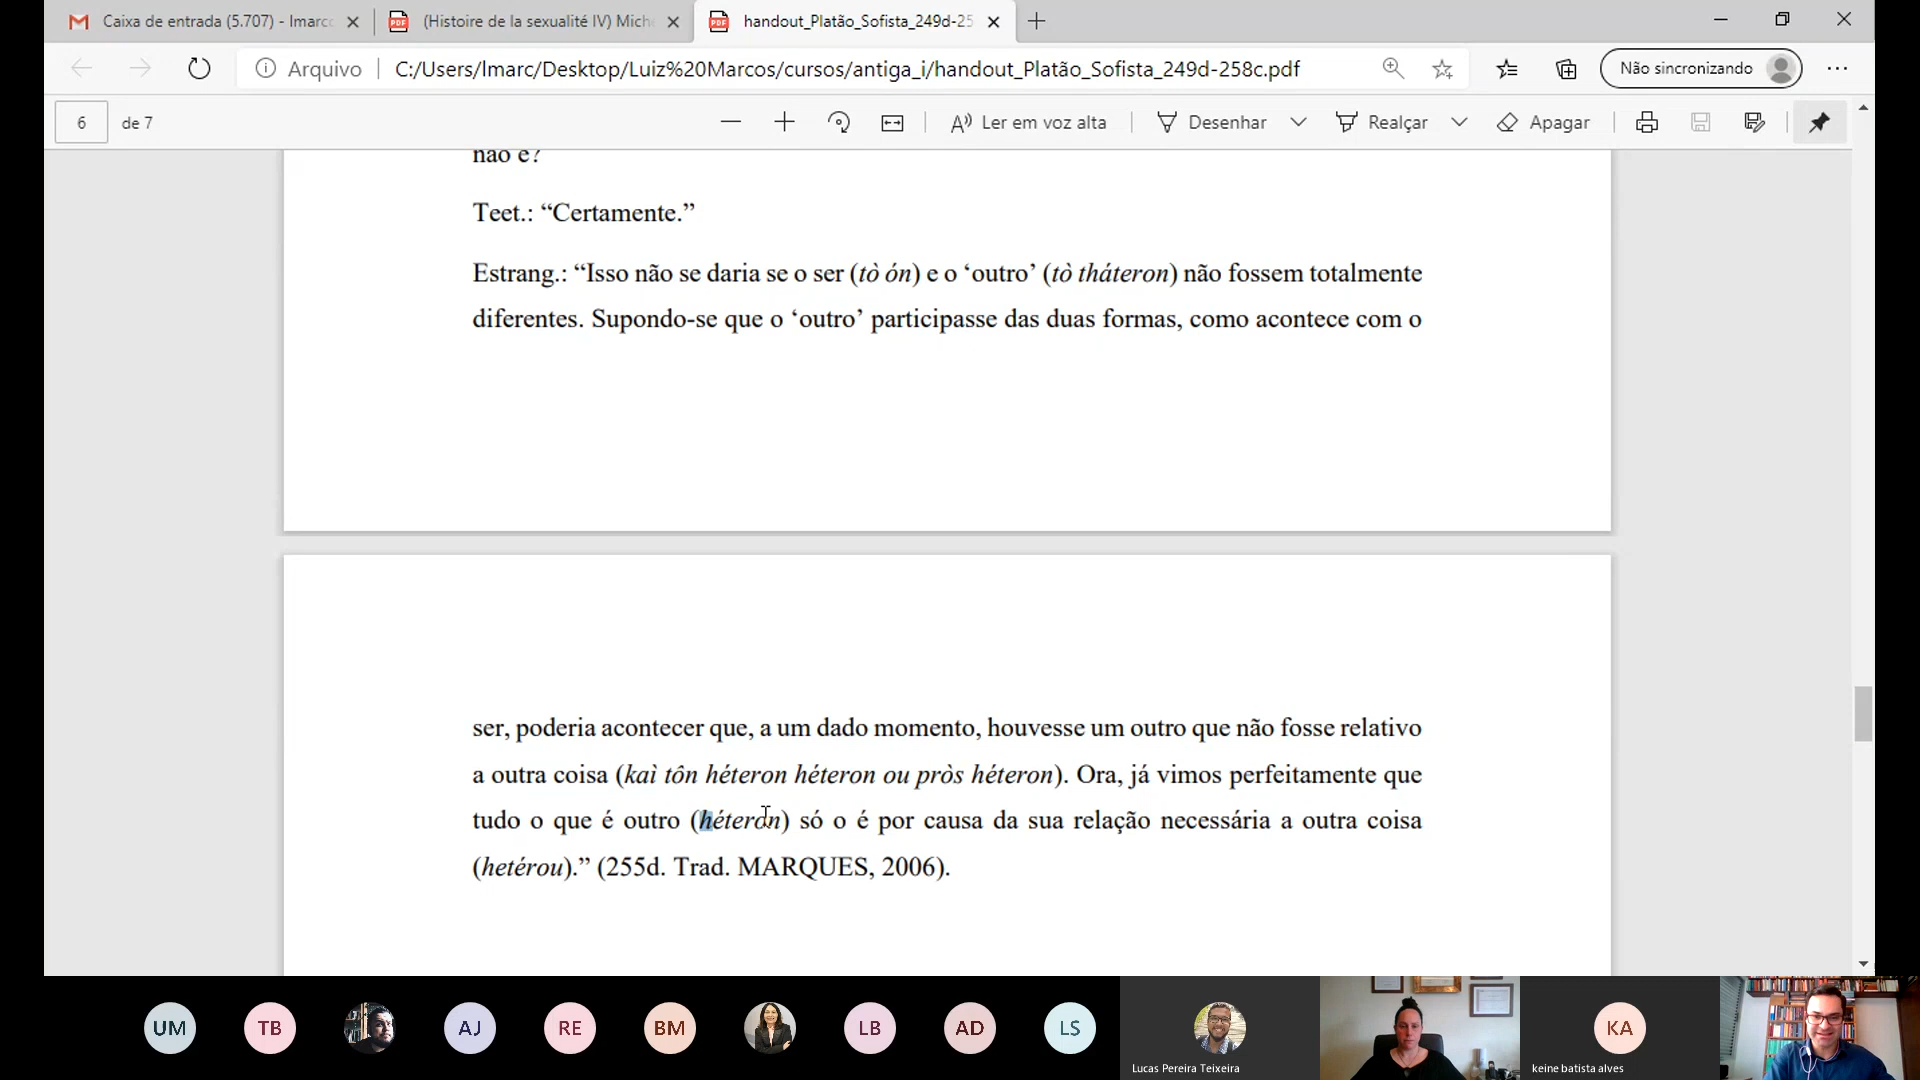 Caixa de entrada (5.707) - lmarc
(Histoire de la sexualité IV) Mich
handout_Platão_Sofista_249d-25
Arquivo
C:/Users/lmarc/Desktop/Luiz%20Marcos/cursos/antiga_i/handout_Platão_Sofista_249d-258c.pdf
Não sincronizando
6 de 7
Ler em voz alta
Desenhar
Realçar
Apagar
não é?
Teet.: “Certamente.”
Estrang.: “Isso não se daria se o ser (tò ón) e o ‘outro’ (tò tháteron) não fossem totalmente
diferentes. Supondo-se que o ‘outro’ participasse das duas formas, como acontece com o
ser, poderia acontecer que, a um dado momento, houvesse um outro que não fosse relativo
a outra coisa (kaì tôn héteron héteron ou pròs héteron). Ora, já vimos perfeitamente que
tudo o que é outro (héteron) só o é por causa da sua relação necessária a outra coisa
(hetérou).” (255d. Trad. MARQUES, 2006).
UM
TB
AJ
RE
BM
LB
AD
LS
KA
Lucas Pereira Teixeira
keine batista alves